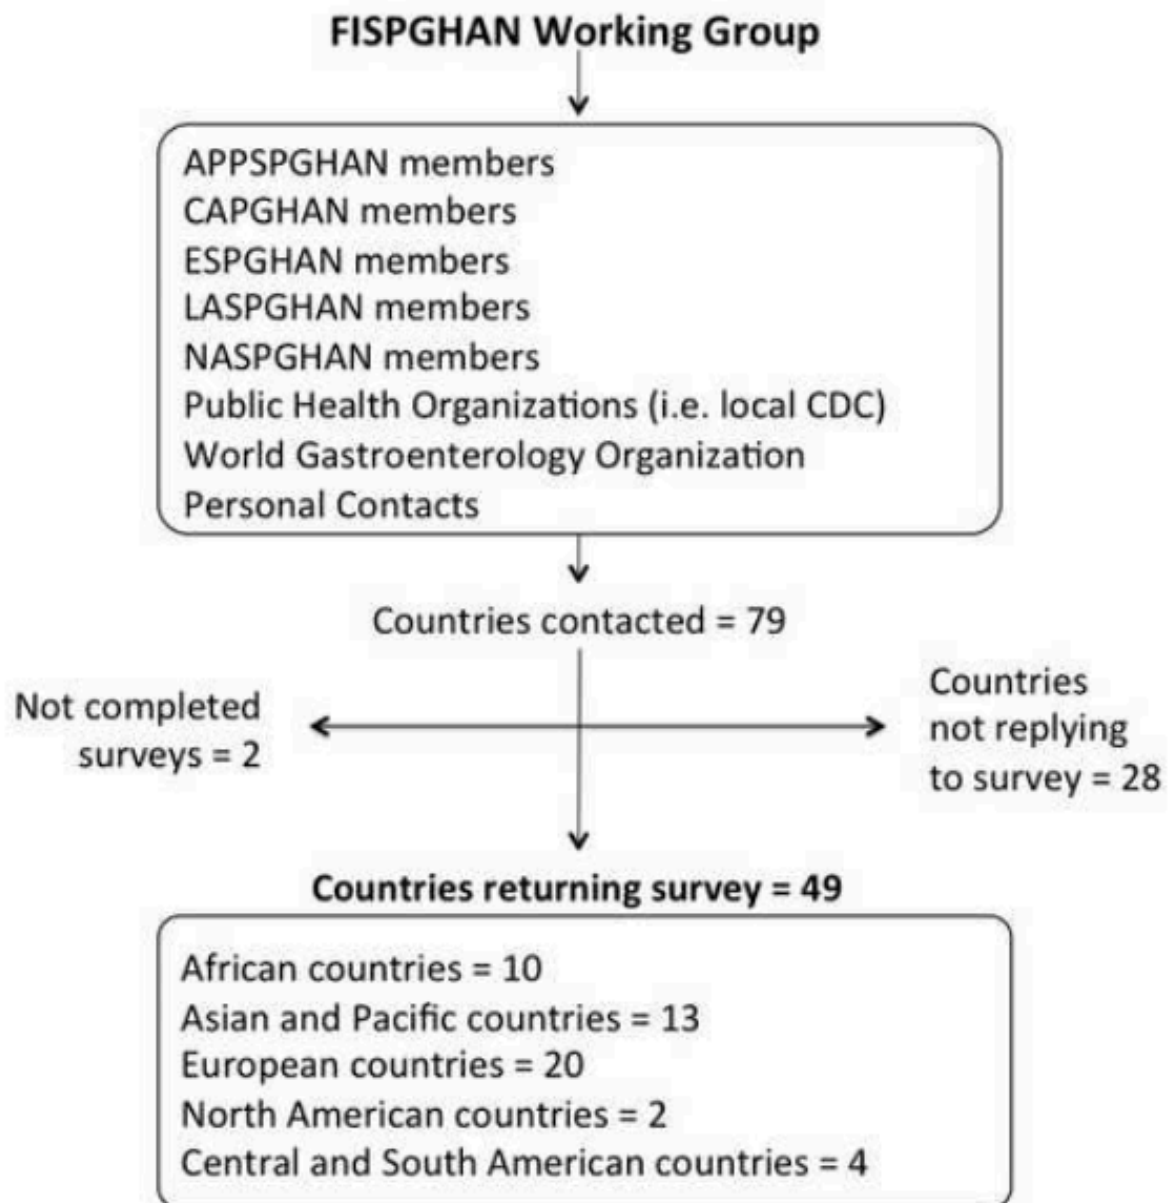 FISPGHAN Working Group
APPSPGHAN members
CAPGHAN members
ESPGHAN members
LASPGHAN members
NASPGHAN members
Public Health Organizations (i.e. local CDC)
World Gastroenterology Organization
Personal Contacts
Countries contacted = 79
Not completed
surveys = 2
Countries
not replying
to survey = 28
Countries returning survey = 49
African countries = 10
Asian and Pacific countries = 13
European countries = 20
North American countries = 2
Central and South American countries = 4